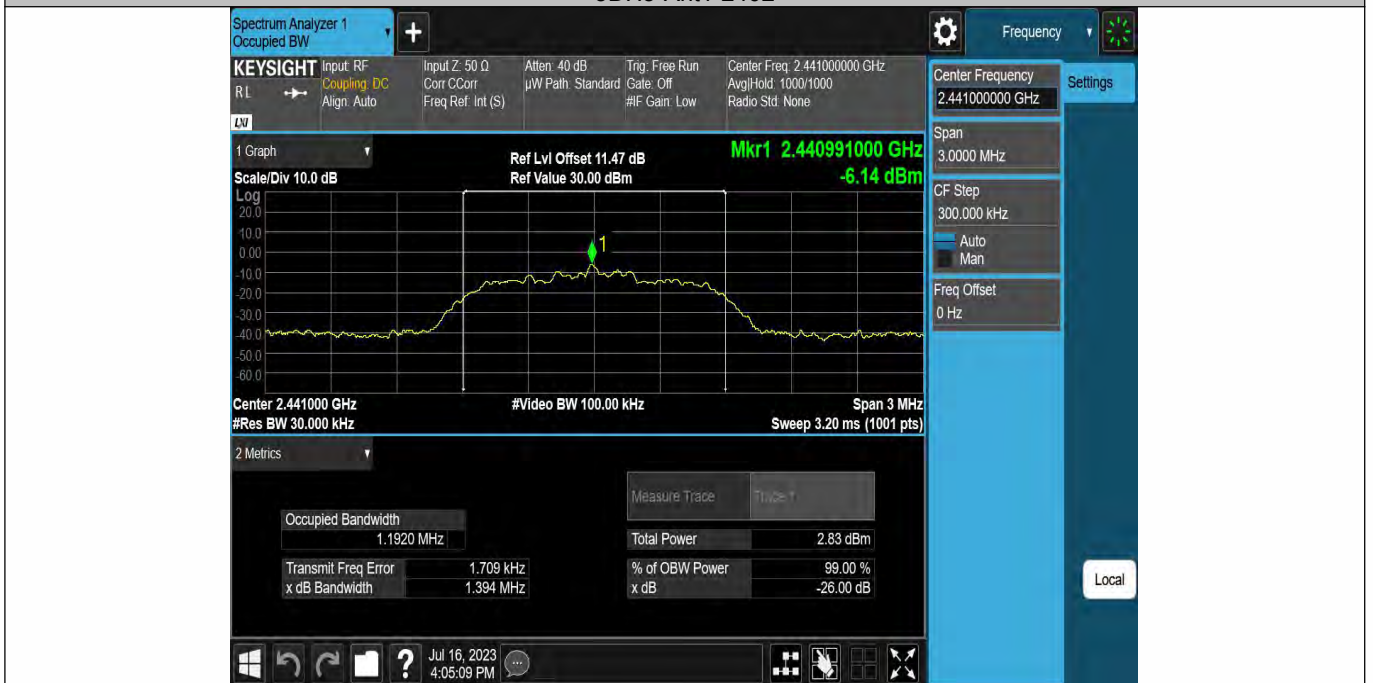 Spectrum Analyzer 1
Occupied BW
Frequency
KEYSIGHT
RL
LXI
Input: RF
Coupling: DC
Align: Auto
Input Z: 50 Ω
Corr CCorr
Freq Ref: Int (S)
Atten: 40 dB
µW Path: Standard
Trig: Free Run
Gate: Off
#IF Gain: Low
Center Freq: 2.441000000 GHz
Avg|Hold: 1000/1000
Radio Std: None
Center Frequency
2.441000000 GHz
Settings
Span
3.0000 MHz
CF Step
300.000 kHz
Auto
Man
Freq Offset
0 Hz
1 Graph
Scale/Div 10.0 dB
Ref Lvl Offset 11.47 dB
Ref Value 30.00 dBm
Mkr1 2.440991000 GHz
-6.14 dBm
Log
20.0
10.0
0.00
-10.0
-20.0
-30.0
-40.0
-50.0
-60.0
1
Center 2.441000 GHz
#Res BW 30.000 kHz
#Video BW 100.00 kHz
Span 3 MHz
Sweep 3.20 ms (1001 pts)
2 Metrics
Measure Trace
Trace 1
Occupied Bandwidth
1.1920 MHz
Total Power 2.83 dBm
Transmit Freq Error 1.709 kHz
% of OBW Power 99.00 %
x dB Bandwidth 1.394 MHz
x dB -26.00 dB
Local
?
Jul 16, 2023
4:05:09 PM